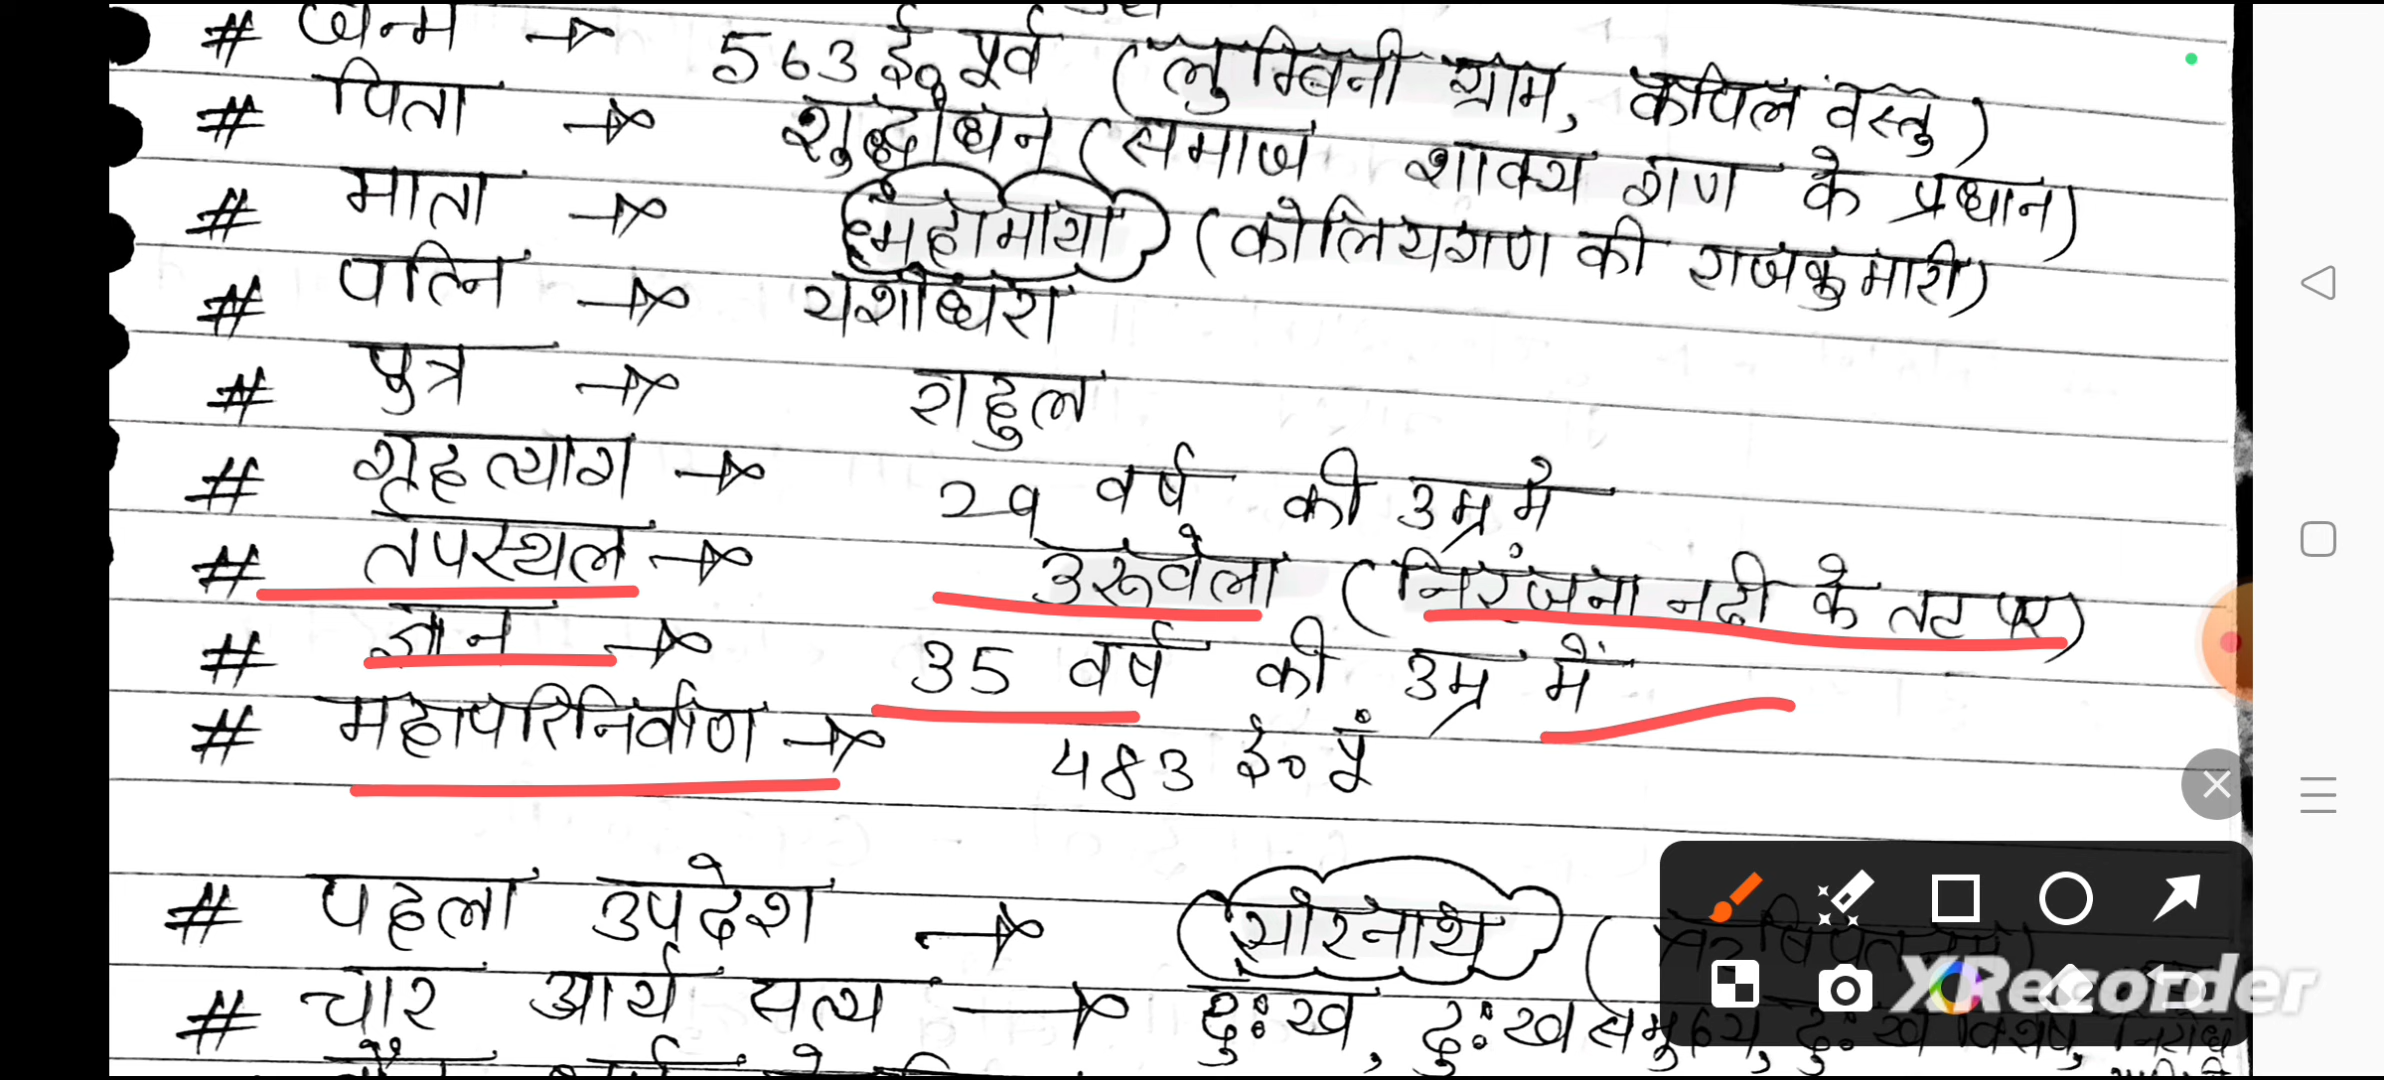 # जन्म → 563 ई० पूर्व (लुम्बिनी ग्राम, कपिल वस्तु)
# पिता → शुद्धोधन (समाज शाक्य गण के प्रधान)
# माता → महामाया (कोलियगण की राजकुमारी)
# पत्नि → यशोधरा
# पुत्र → राहुल
# गृहत्याग → 29 वर्ष की उम्र मे
# तपस्थल → उरूवेला (निरंजना नदी के तट पर)
# ज्ञान → 35 वर्ष की उम्र में
# महापरिनिर्वाण → 483 ई० पूं
# पहला उपदेश → सारनाथ
# चार आर्य सत्य → दुःख, दुःख समुदय, दुःख
XRecorder